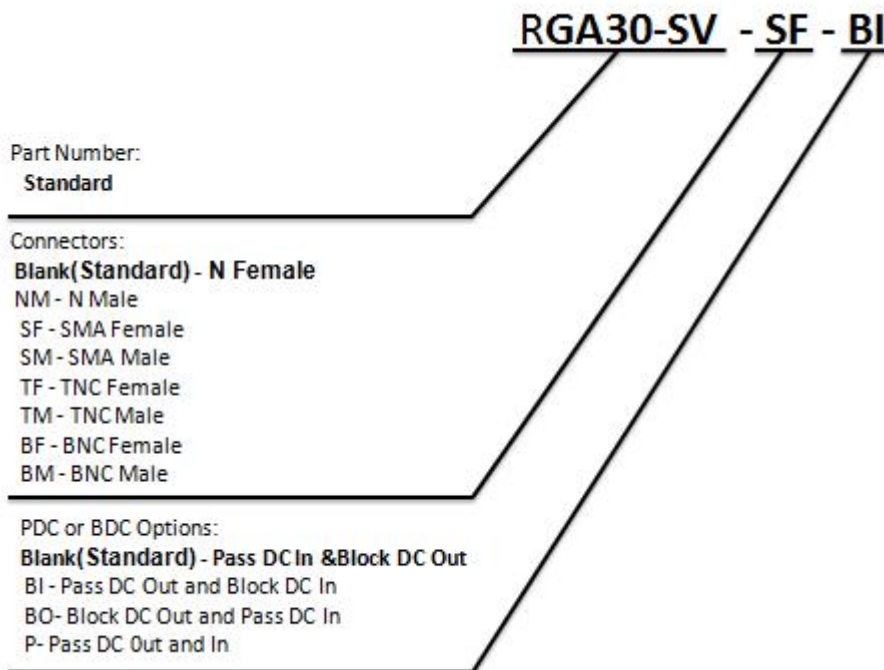 RGA30-SV - SF - BI
Part Number:
Standard
Connectors:
Blank(Standard) - N Female
NM - N Male
SF - SMA Female
SM - SMA Male
TF - TNC Female
TM - TNC Male
BF - BNC Female
BM - BNC Male
PDC or BDC Options:
Blank(Standard) - Pass DC In &Block DC Out
BI - Pass DC Out and Block DC In
BO- Block DC Out and Pass DC In
P- Pass DC Out and In